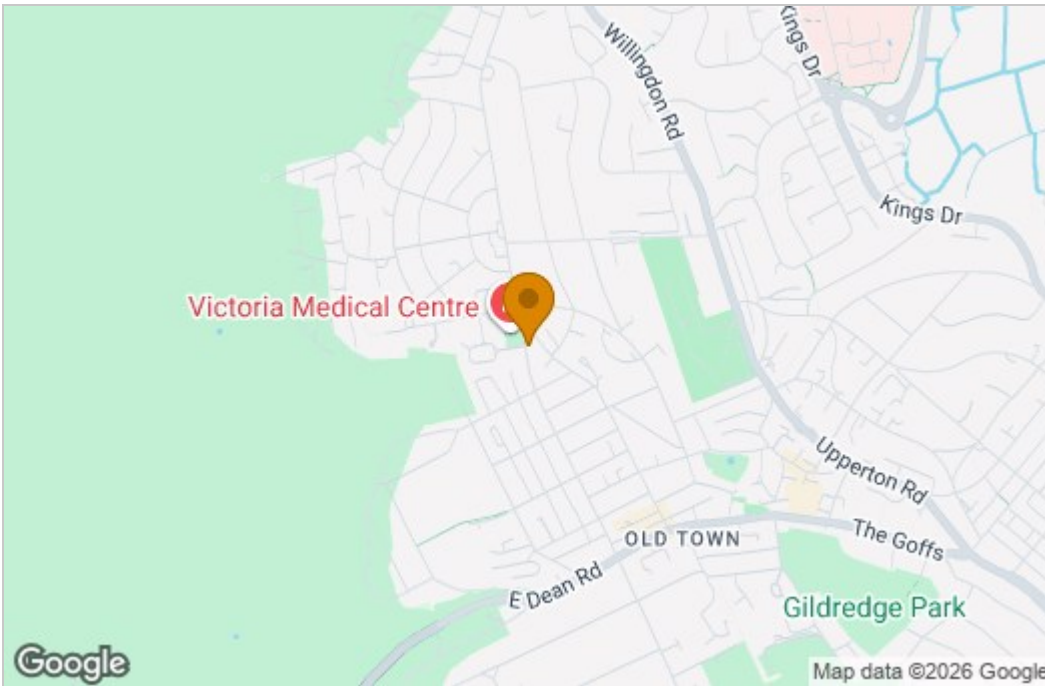 Willingdon Rd
Kings Dr
Kings Dr
Victoria Medical Centre
Upperton Rd
OLD TOWN
The Goffs
E Dean Rd
Gildredge Park
Google
Map data ©2026 Google